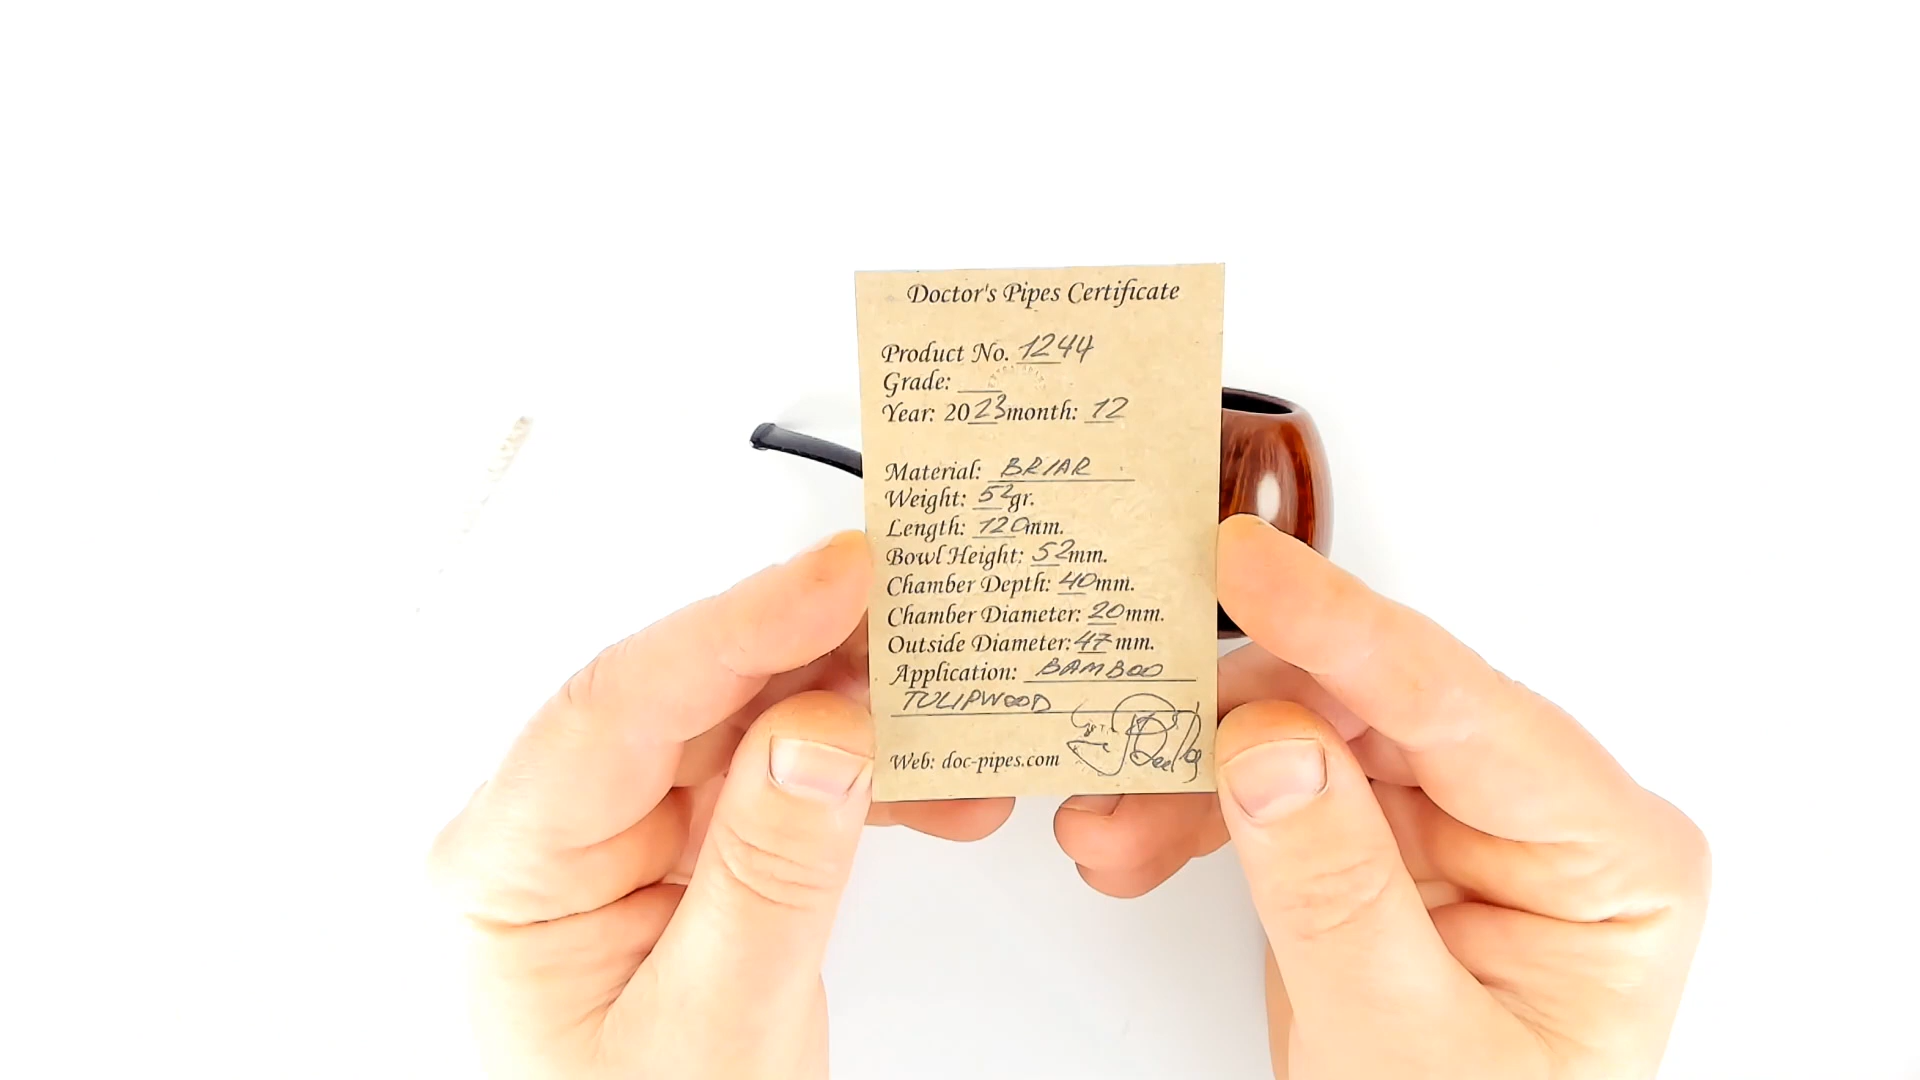 Doctor's Pipes Certificate
Product No. 1244
Grade:
Year: 2023 month: 12
Material: BRIAR
Weight: 52 gr.
Length: 120 mm.
Bowl Height: 52 mm.
Chamber Depth: 40 mm.
Chamber Diameter: 20 mm.
Outside Diameter: 47 mm.
Application: BAMBOO
TULIPWOOD
Web: doc-pipes.com